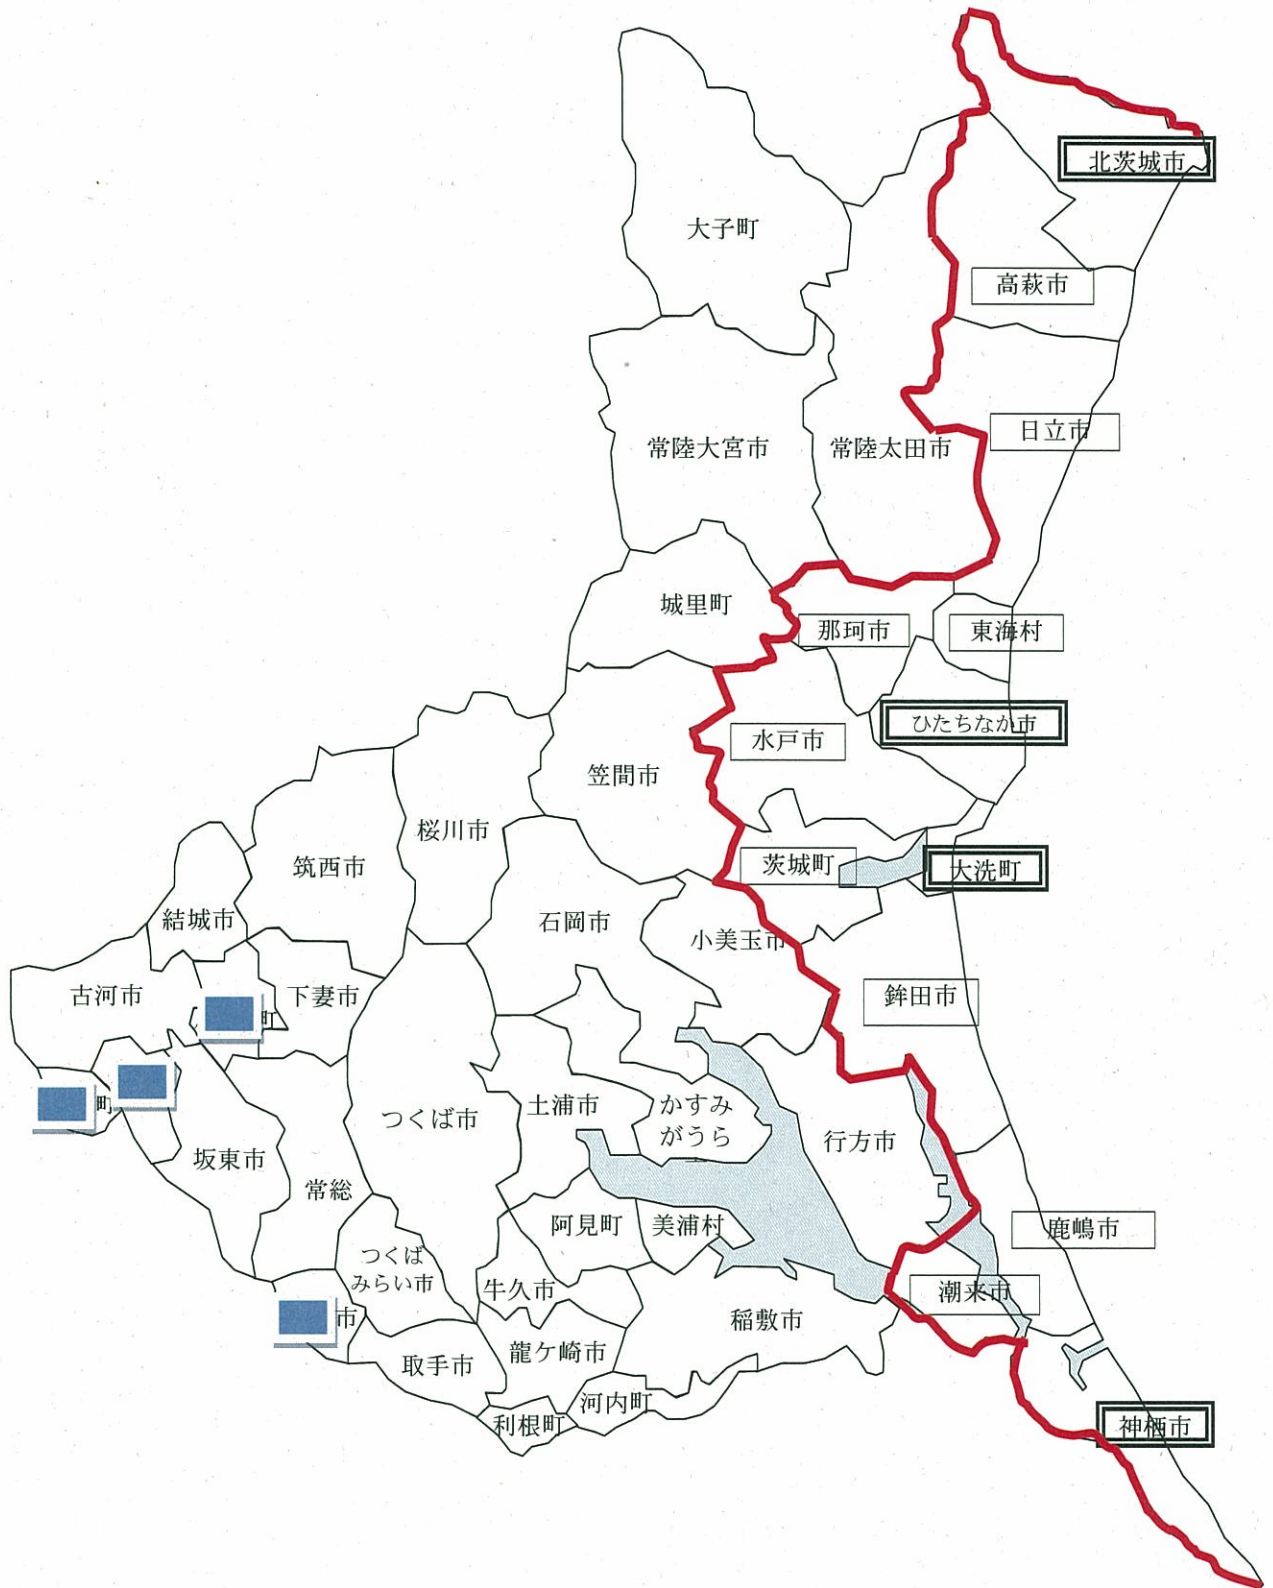 北茨城市
大子町
高萩市
日立市
常陸大宮市
常陸太田市
城里町
那珂市
東海村
ひたちなか市
水戸市
笠間市
桜川市
筑西市
茨城町
大洗町
結城市
石岡市
小美玉市
古河市
下妻市
鉾田市
町
町
つくば市
土浦市
かすみ
がうら
行方市
坂東市
常総
阿見町
美浦村
鹿嶋市
つくば
みらい市
牛久市
潮来市
市
稲敷市
取手市
龍ケ崎市
河内町
利根町
神栖市